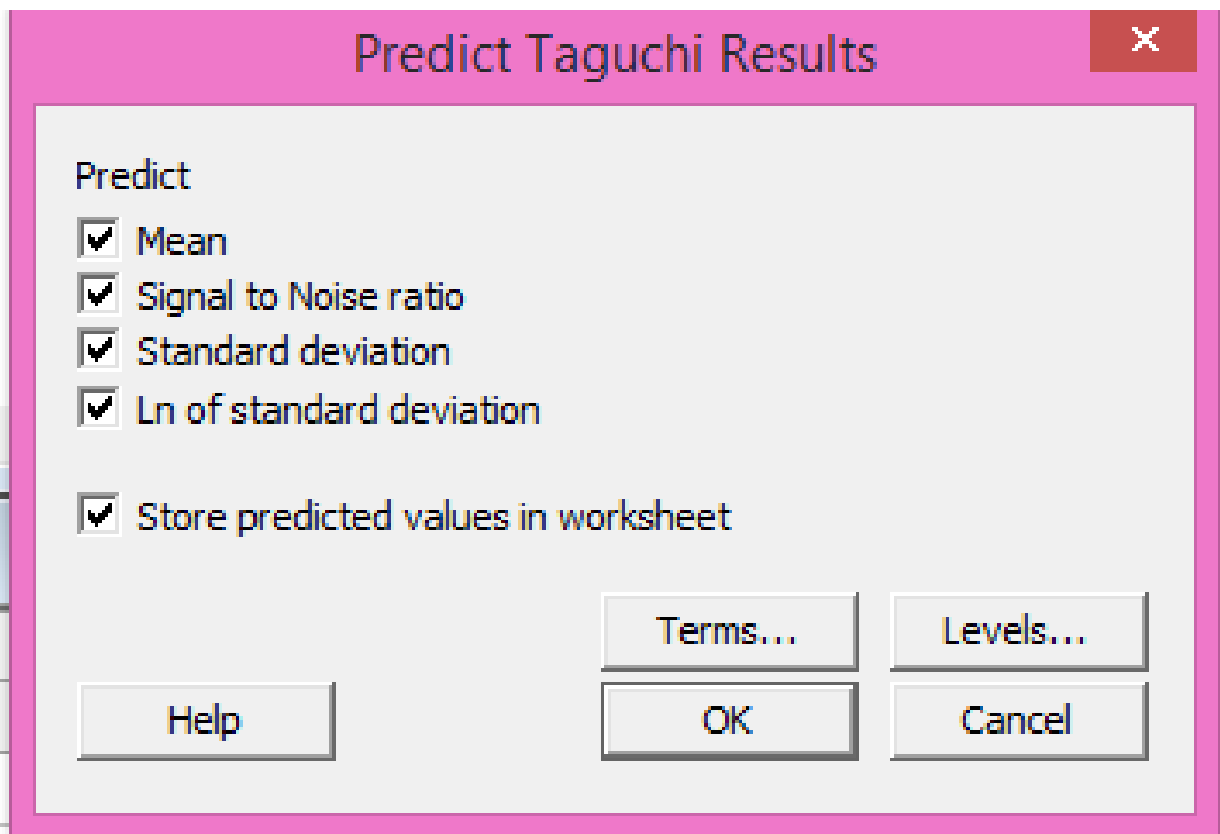 Predict Taguchi Results
Predict
Mean
Signal to Noise ratio
Standard deviation
Ln of standard deviation
Store predicted values in worksheet
Terms... Levels...
Help OK Cancel